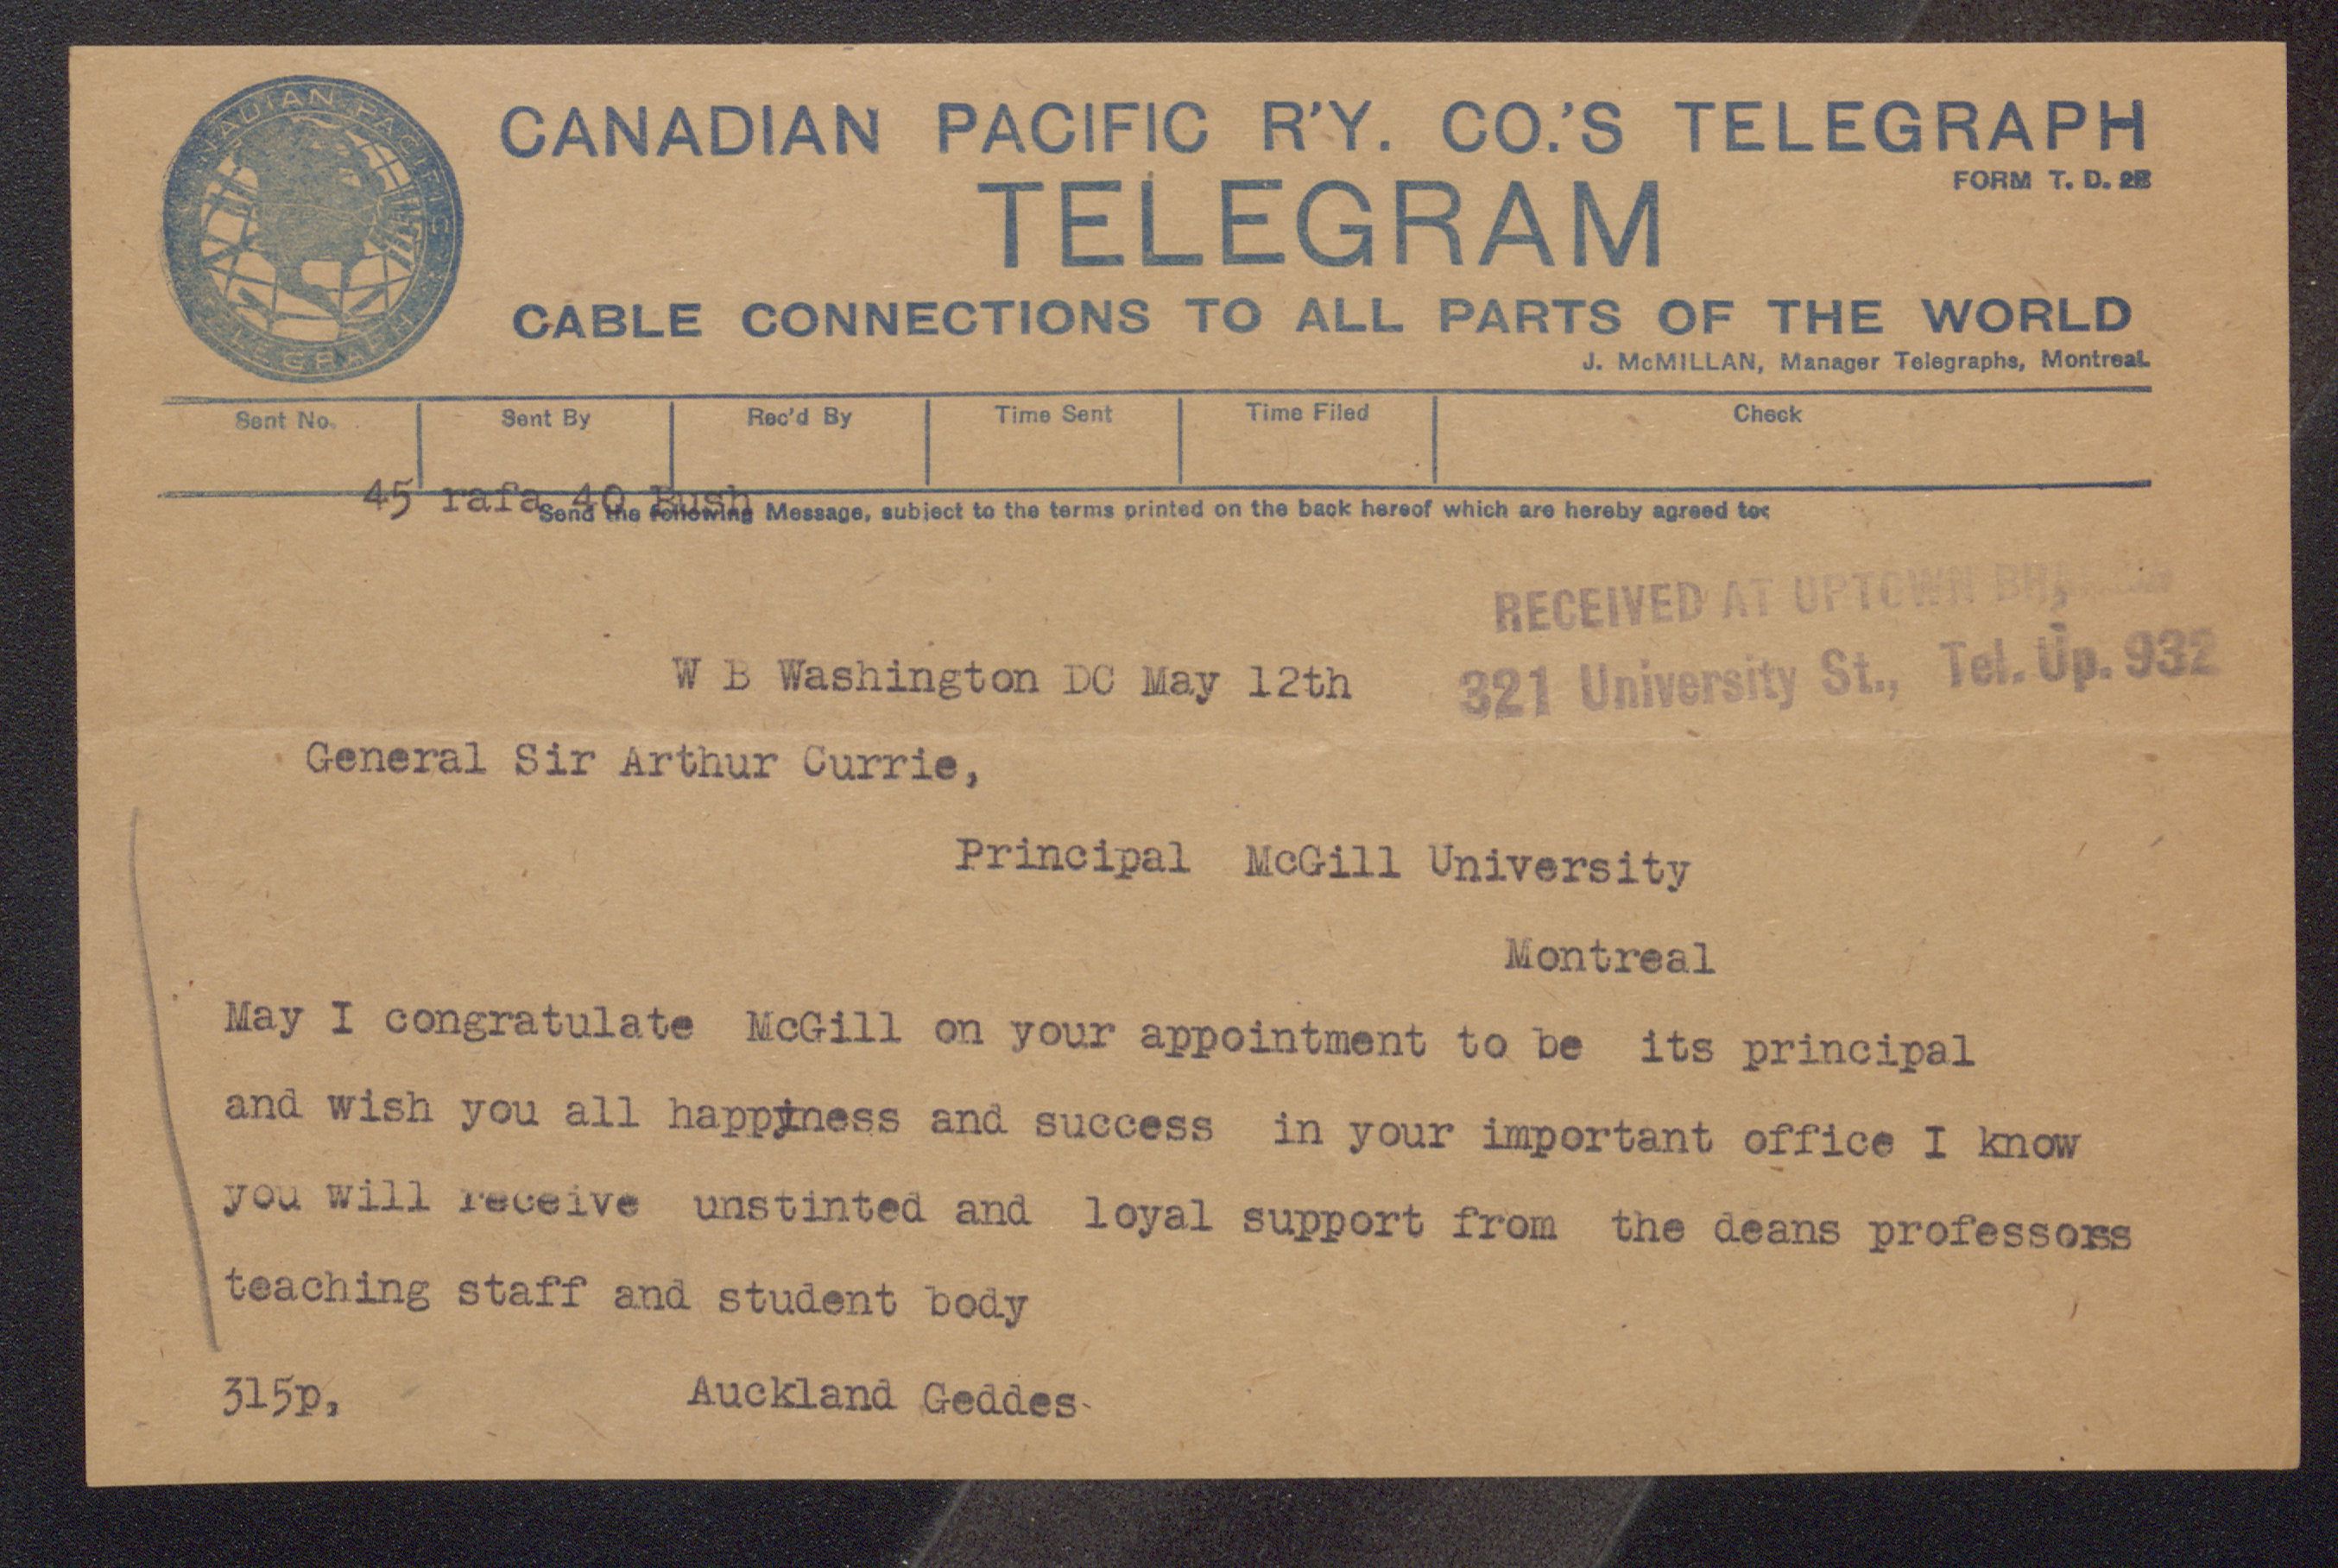 CANADIAN PACIFIC TELEGRAPH
CANADIAN PACIFIC R'Y. CO.'S TELEGRAPH
FORM T. D.
TELEGRAM
CABLE CONNECTIONS TO ALL PARTS OF THE WORLD
J. McMILLAN, Manager Telegraphs, Montreal.
Sent No. Sent By Rec'd By Time Sent Time Filed Check
45 rafa 40 Bush
Send the following Message, subject to the terms printed on the back hereof which are hereby agreed to:
RECEIVED AT UPTOWN
321 University St., Tel. Up. 932
W B Washington DC May 12th
General Sir Arthur Currie,
Principal McGill University
Montreal
May I congratulate McGill on your appointment to be its principal
and wish you all happiness and success in your important office I know
you will receive unstinted and loyal support from the deans professors
teaching staff and student body
315p, Auckland Geddes